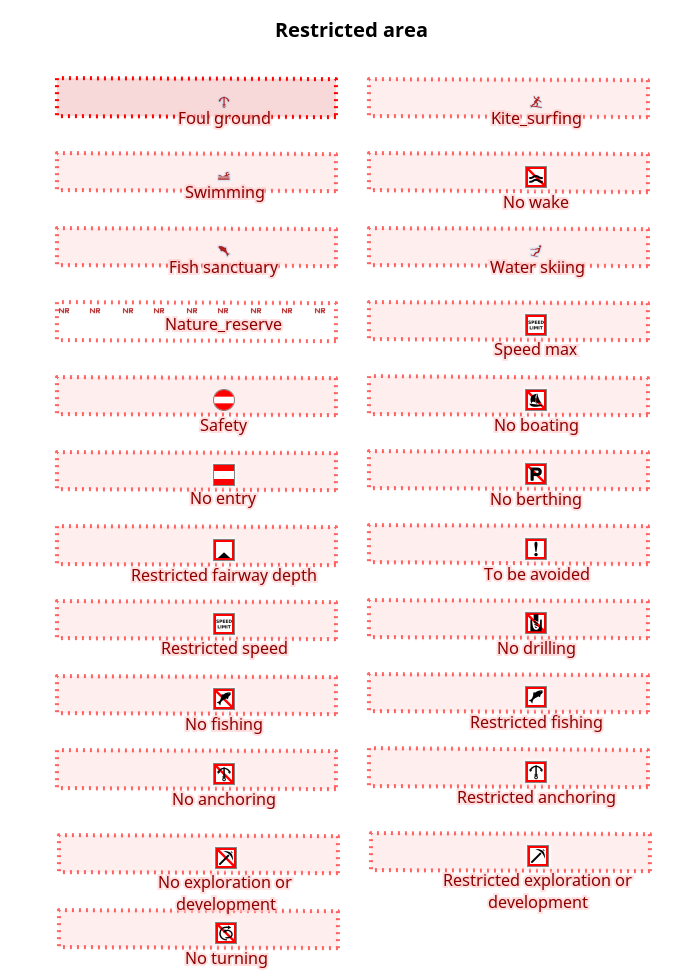 Restricted area
Foul ground
Kite_surfing
Swimming
No wake
Fish sanctuary
Water skiing
NR NR NR NR NR NR NR NR NR
Nature_reserve
SPEED
LIMIT
Speed max
Safety
No boating
No entry
P
No berthing
Restricted fairway depth
!
To be avoided
SPEED
LIMIT
Restricted speed
No drilling
No fishing
Restricted fishing
No anchoring
Restricted anchoring
No exploration or
development
Restricted exploration or
development
No turning